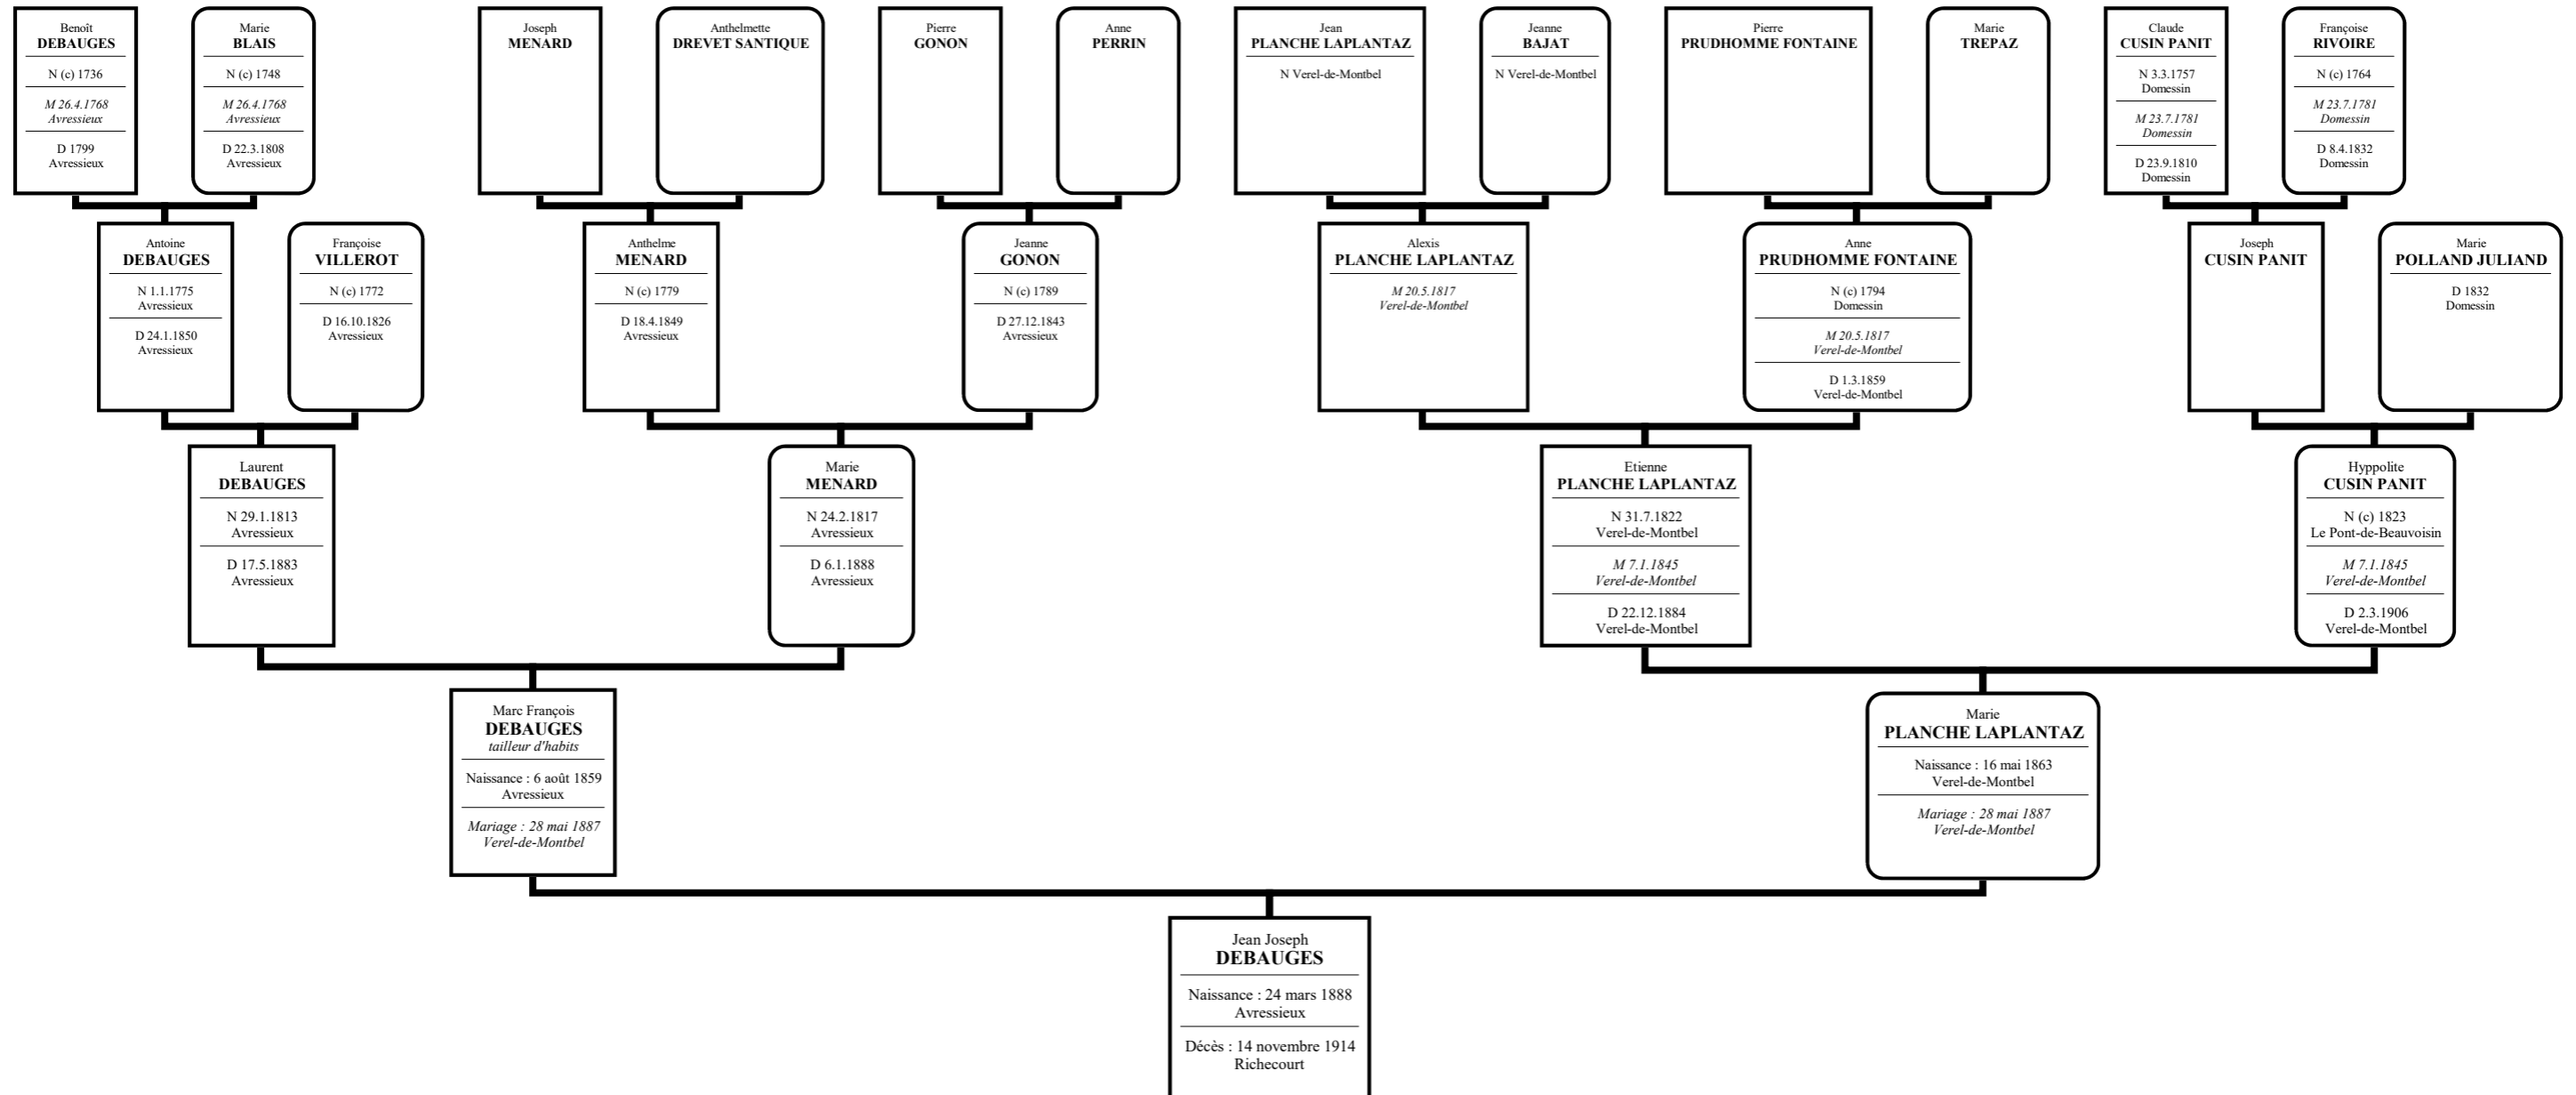 Benoît
DEBAUGES
N (c) 1736
M 26.4.1768
Avressieux
D 1799
Avressieux
Marie
BLAIS
N (c) 1748
M 26.4.1768
Avressieux
D 22.3.1808
Avressieux
Joseph
MENARD
Anthelmette
DREVET SANTIQUE
Pierre
GONON
Anne
PERRIN
Jean
PLANCHE LAPLANTAZ
N Verel-de-Montbel
Jeanne
BAJAT
N Verel-de-Montbel
Pierre
PRUDHOMME FONTAINE
Marie
TREPAZ
Claude
CUSIN PANIT
N 3.3.1757
Domessin
M 23.7.1781
Domessin
D 23.9.1810
Domessin
Françoise
RIVOIRE
N (c) 1764
M 23.7.1781
Domessin
D 8.4.1832
Domessin
Antoine
DEBAUGES
N 1.1.1775
Avressieux
D 24.1.1850
Avressieux
Françoise
VILLEROT
N (c) 1772
D 16.10.1826
Avressieux
Anthelme
MENARD
N (c) 1779
D 18.4.1849
Avressieux
Jeanne
GONON
N (c) 1789
D 27.12.1843
Avressieux
Alexis
PLANCHE LAPLANTAZ
M 20.5.1817
Verel-de-Montbel
Anne
PRUDHOMME FONTAINE
N (c) 1794
Domessin
M 20.5.1817
Verel-de-Montbel
D 1.3.1859
Verel-de-Montbel
Joseph
CUSIN PANIT
Marie
POLLAND JULIAND
D 1832
Domessin
Laurent
DEBAUGES
N 29.1.1813
Avressieux
D 17.5.1883
Avressieux
Marie
MENARD
N 24.2.1817
Avressieux
D 6.1.1888
Avressieux
Etienne
PLANCHE LAPLANTAZ
N 31.7.1822
Verel-de-Montbel
M 7.1.1845
Verel-de-Montbel
D 22.12.1884
Verel-de-Montbel
Hyppolite
CUSIN PANIT
N (c) 1823
Le Pont-de-Beauvoisin
M 7.1.1845
Verel-de-Montbel
D 2.3.1906
Verel-de-Montbel
Marc François
DEBAUGES
tailleur d'habits
Naissance : 6 août 1859
Avressieux
Mariage : 28 mai 1887
Verel-de-Montbel
Marie
PLANCHE LAPLANTAZ
Naissance : 16 mai 1863
Verel-de-Montbel
Mariage : 28 mai 1887
Verel-de-Montbel
Jean Joseph
DEBAUGES
Naissance : 24 mars 1888
Avressieux
Décès : 14 novembre 1914
Richecourt